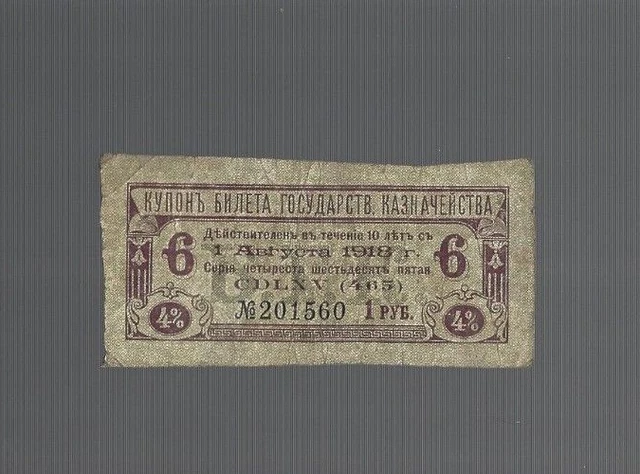 КУПОНЪ БИЛЕТА ГОСУДАРСТВ. КАЗНАЧЕЙСТВА
Дѣйствителенъ въ теченіе 10 лѣтъ съ
6 1 Августа 1918 г. 6
Серія четыреста шестьдесятъ пятая
CDLXV (465)
4% №201560 1 РУБ. 4%